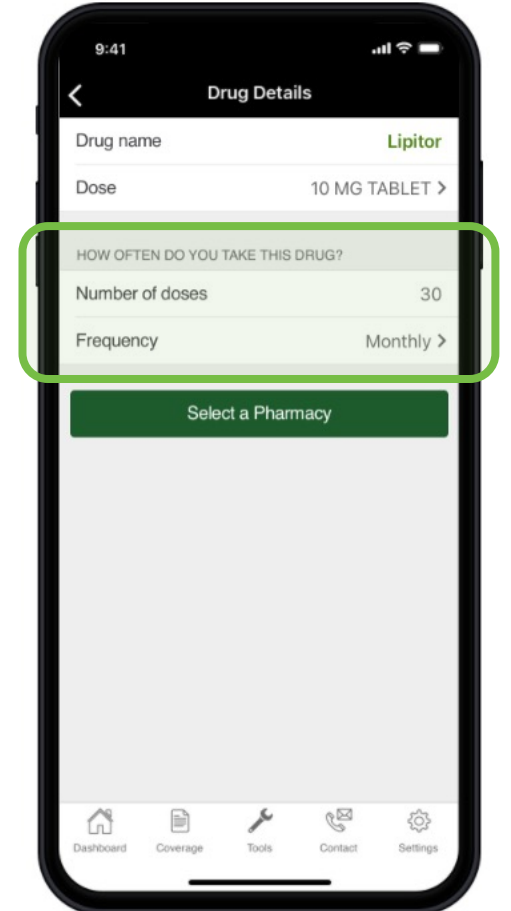 9:41
Drug Details
Drug name Lipitor
Dose 10 MG TABLET
HOW OFTEN DO YOU TAKE THIS DRUG?
Number of doses 30
Frequency Monthly
Select a Pharmacy
Dashboard Coverage Tools Contact Settings